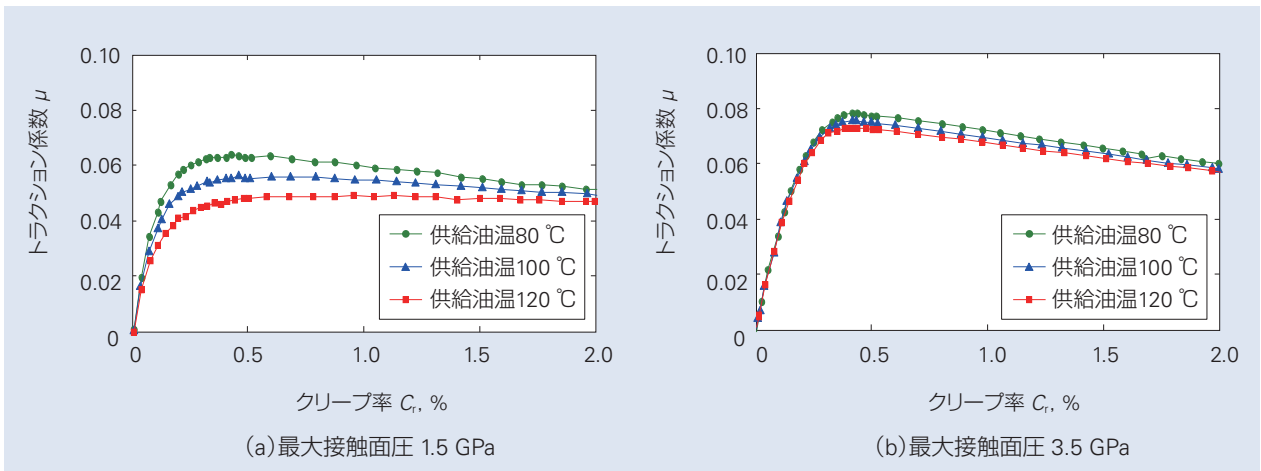 トラクション係数 μ
0.10
0.08
0.06
0.04
0.02
0
0
0.5
1.0
1.5
2.0
供給油温80 ℃
供給油温100 ℃
供給油温120 ℃
クリープ率 Cr, %
(a)最大接触面圧 1.5 GPa
トラクション係数 μ
0.10
0.08
0.06
0.04
0.02
0
0
0.5
1.0
1.5
2.0
供給油温80 ℃
供給油温100 ℃
供給油温120 ℃
クリープ率 Cr, %
(b)最大接触面圧 3.5 GPa